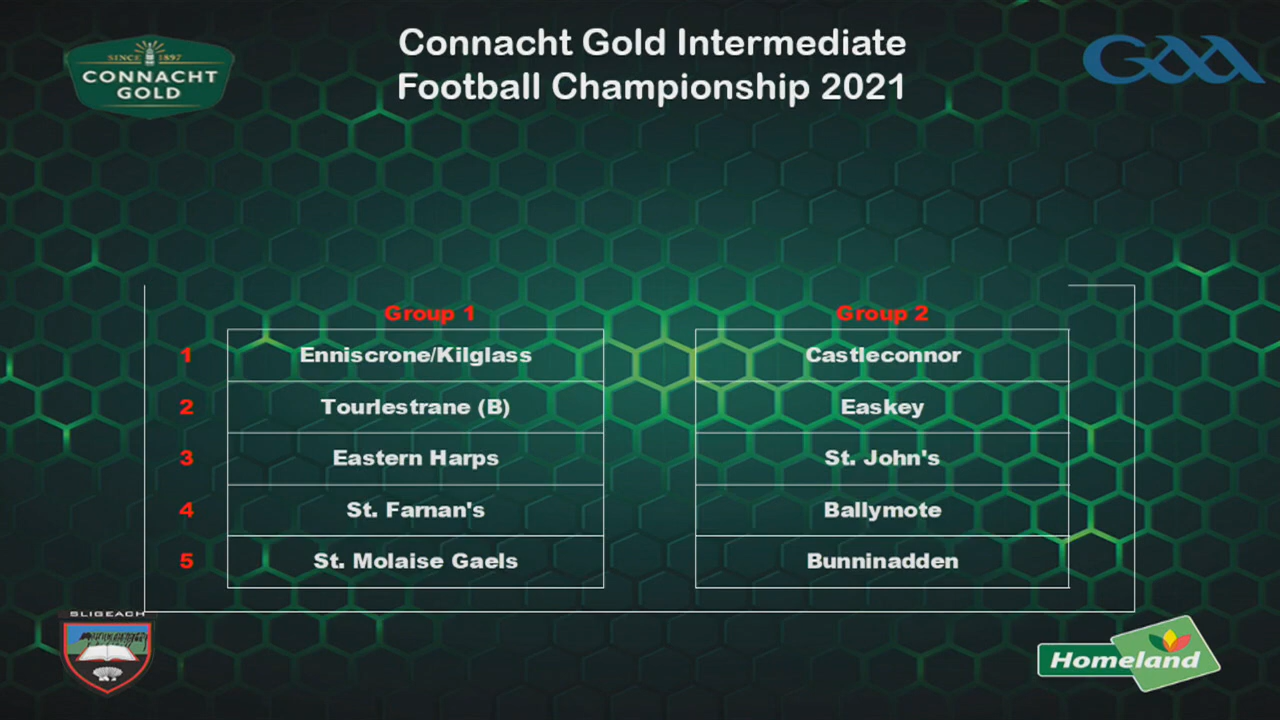 SINCE 1897
CONNACHT
GOLD
Connacht Gold Intermediate
Football Championship 2021
GAA
Group 1 Group 2
1 Enniscrone/Kilglass Castleconnor
2 Tourlestrane (B) Easkey
3 Eastern Harps St. John's
4 St. Farnan's Ballymote
5 St. Molaise Gaels Bunninadden
SLIGEACH
Homeland